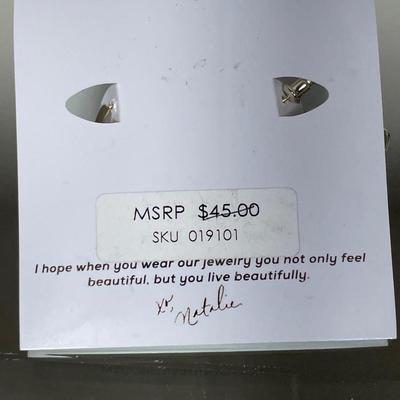 MSRP $45.00
SKU 019101
I hope when you wear our jewelry you not only feel
beautiful, but you live beautifully.
Natalie